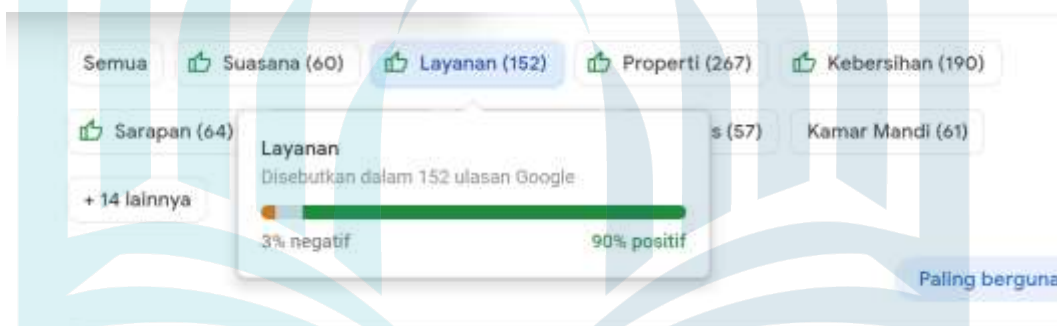 Semua Suasana (60) Layanan (152) Properti (267) Kebersihan (190)
Sarapan (64) s (57) Kamar Mandi (61)
Layanan
Disebutkan dalam 152 ulasan Google
+ 14 lainnya
3% negatif 90% positif
Paling berguna